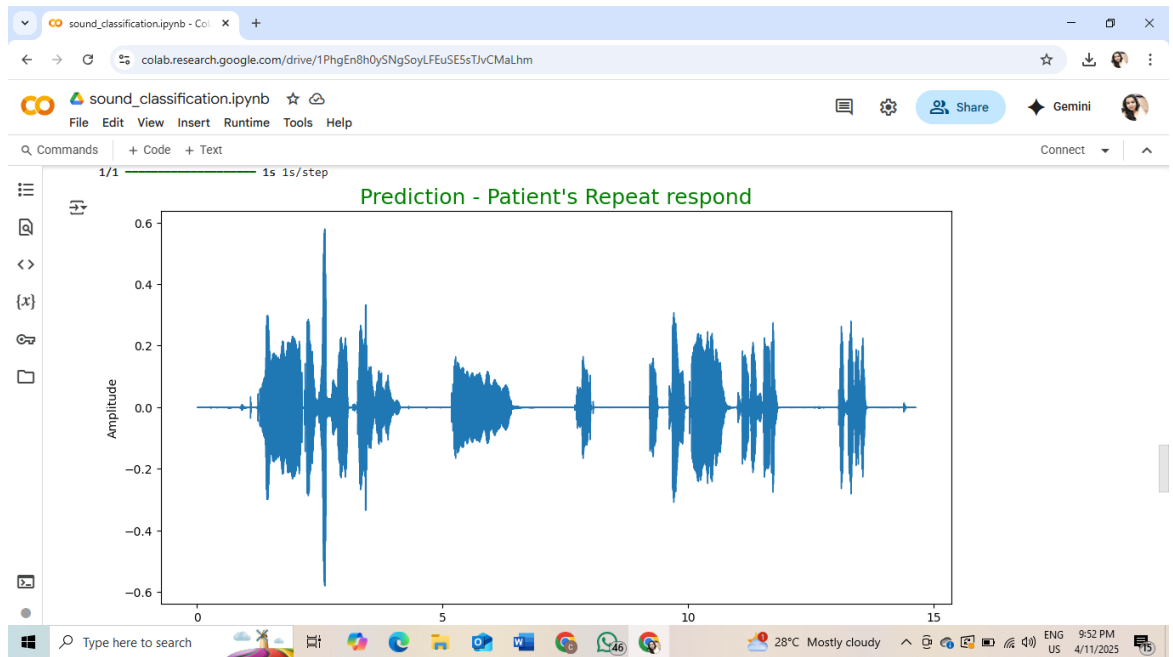 sound_classification.ipynb - Col
colab.research.google.com/drive/1PhgEn8h0ySNgSoyLFEuSE5sTJvCMaLhm
sound_classification.ipynb
Share
Gemini
File Edit View Insert Runtime Tools Help
Commands + Code + Text
Connect
1/1 1s 1s/step
Prediction - Patient's Repeat respond
0.6
0.4
0.2
0.0
−0.2
−0.4
−0.6
Amplitude
0 5 10 15
{x}
Type here to search
46
28°C Mostly cloudy
ENG
US
9:52 PM
4/11/2025
15